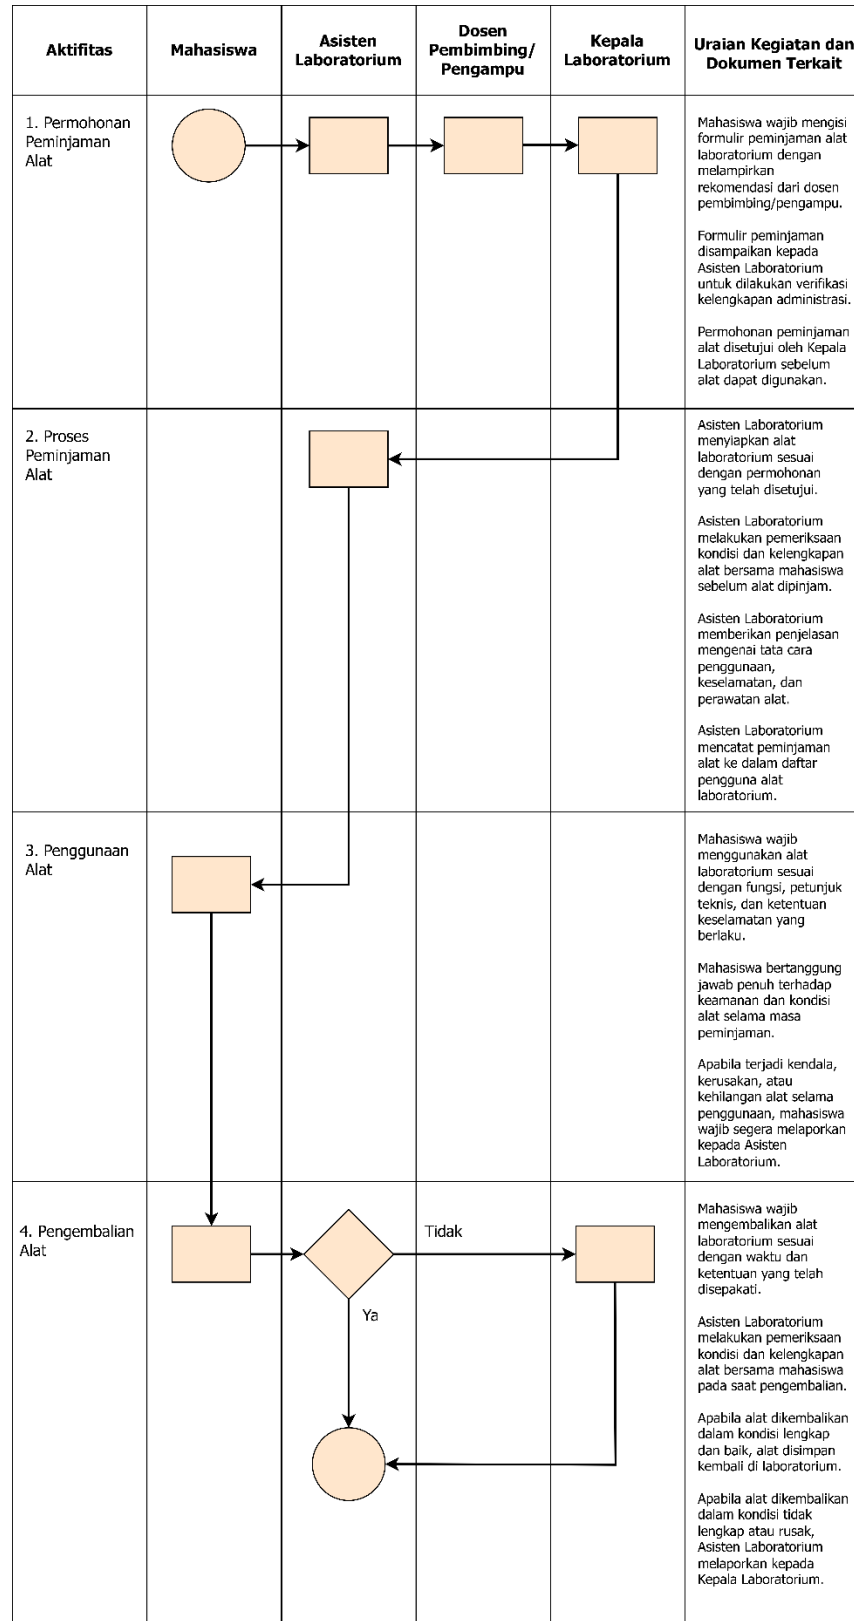 Aktifitas
Mahasiswa
Asisten
Laboratorium
Dosen
Pembimbing/
Pengampu
Kepala
Laboratorium
Uraian Kegiatan dan
Dokumen Terkait
1. Permohonan
Peminjaman
Alat
Mahasiswa wajib mengisi
formulir peminjaman alat
laboratorium dengan
melampirkan
rekomendasi dari dosen
pembimbing/pengampu.
Formulir peminjaman
disampaikan kepada
Asisten Laboratorium
untuk dilakukan verifikasi
kelengkapan administrasi.
Permohonan peminjaman
alat disetujui oleh Kepala
Laboratorium sebelum
alat dapat digunakan.
2. Proses
Peminjaman
Alat
Asisten Laboratorium
menyiapkan alat
laboratorium sesuai
dengan permohonan
yang telah disetujui.
Asisten Laboratorium
melakukan pemeriksaan
kondisi dan kelengkapan
alat bersama mahasiswa
sebelum alat dipinjam.
Asisten Laboratorium
memberikan penjelasan
mengenai tata cara
penggunaan,
keselamatan, dan
perawatan alat.
Asisten Laboratorium
mencatat peminjaman
alat ke dalam daftar
pengguna alat
laboratorium.
3. Penggunaan
Alat
Mahasiswa wajib
menggunakan alat
laboratorium sesuai
dengan fungsi, petunjuk
teknis, dan ketentuan
keselamatan yang
berlaku.
Mahasiswa bertanggung
jawab penuh terhadap
keamanan dan kondisi
alat selama masa
peminjaman.
Apabila terjadi kendala,
kerusakan, atau
kehilangan alat selama
penggunaan, mahasiswa
wajib segera melaporkan
kepada Asisten
Laboratorium.
4. Pengembalian
Alat
Tidak
Ya
Mahasiswa wajib
mengembalikan alat
laboratorium sesuai
dengan waktu dan
ketentuan yang telah
disepakati.
Asisten Laboratorium
melakukan pemeriksaan
kondisi dan kelengkapan
alat bersama mahasiswa
pada saat pengembalian.
Apabila alat dikembalikan
dalam kondisi lengkap
dan baik, alat disimpan
kembali di laboratorium.
Apabila alat dikembalikan
dalam kondisi tidak
lengkap atau rusak,
Asisten Laboratorium
melaporkan kepada
Kepala Laboratorium.